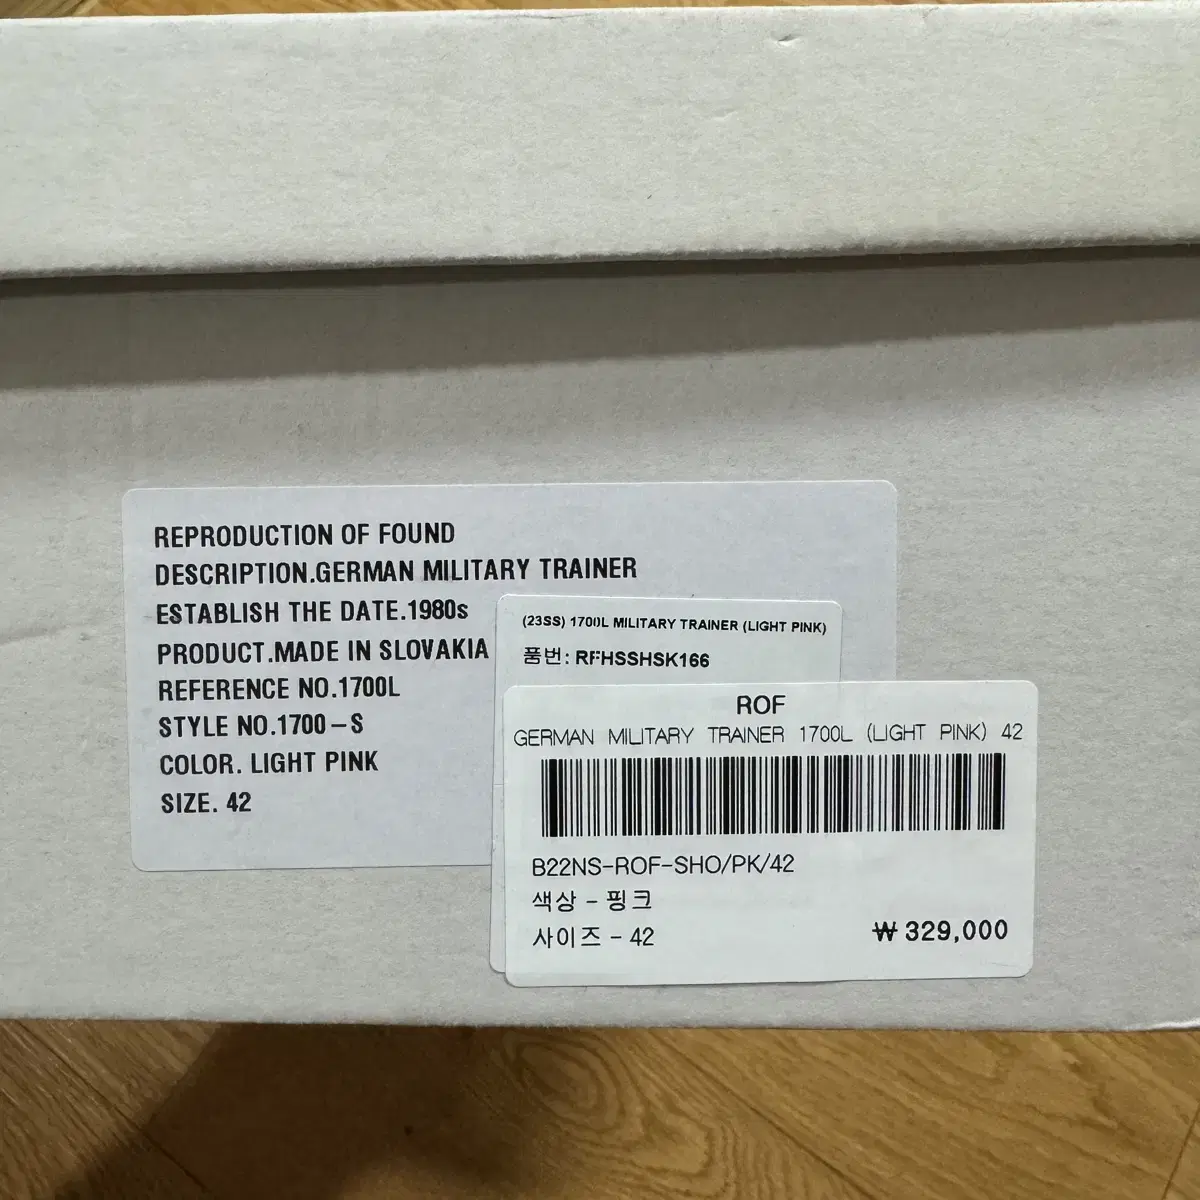 REPRODUCTION OF FOUND
DESCRIPTION.GERMAN MILITARY TRAINER
ESTABLISH THE DATE.1980s
PRODUCT.MADE IN SLOVAKIA
REFERENCE NO.1700L
STYLE NO.1700-S
COLOR. LIGHT PINK
SIZE. 42
(23SS) 1700L MILITARY TRAINER (LIGHT PINK)
품번: RFHSSHSK166
ROF
GERMAN MILITARY TRAINER 1700L (LIGHT PINK) 42
B22NS-ROF-SHO/PK/42
색상 - 핑크
사이즈 - 42
₩ 329,000